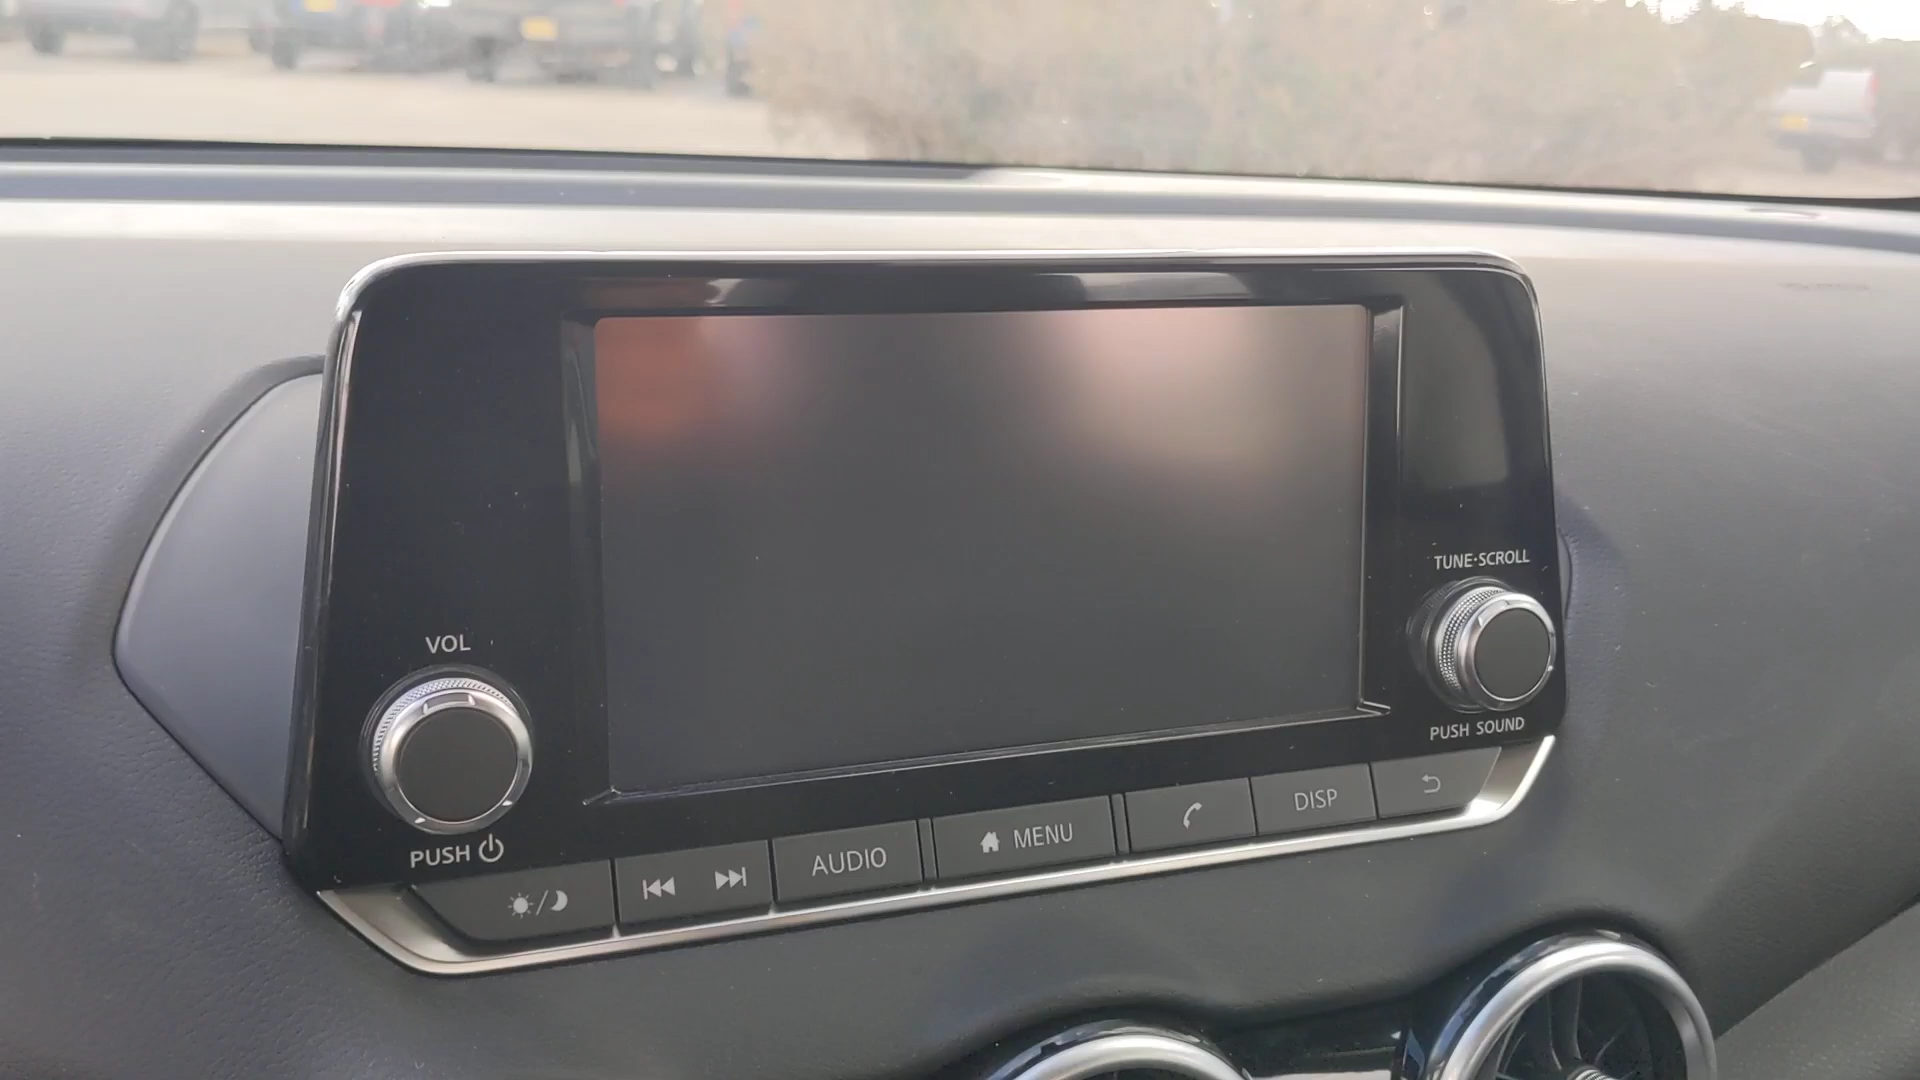 TUNE·SCROLL
VOL
PUSH SOUND
PUSH
AUDIO
MENU
DISP